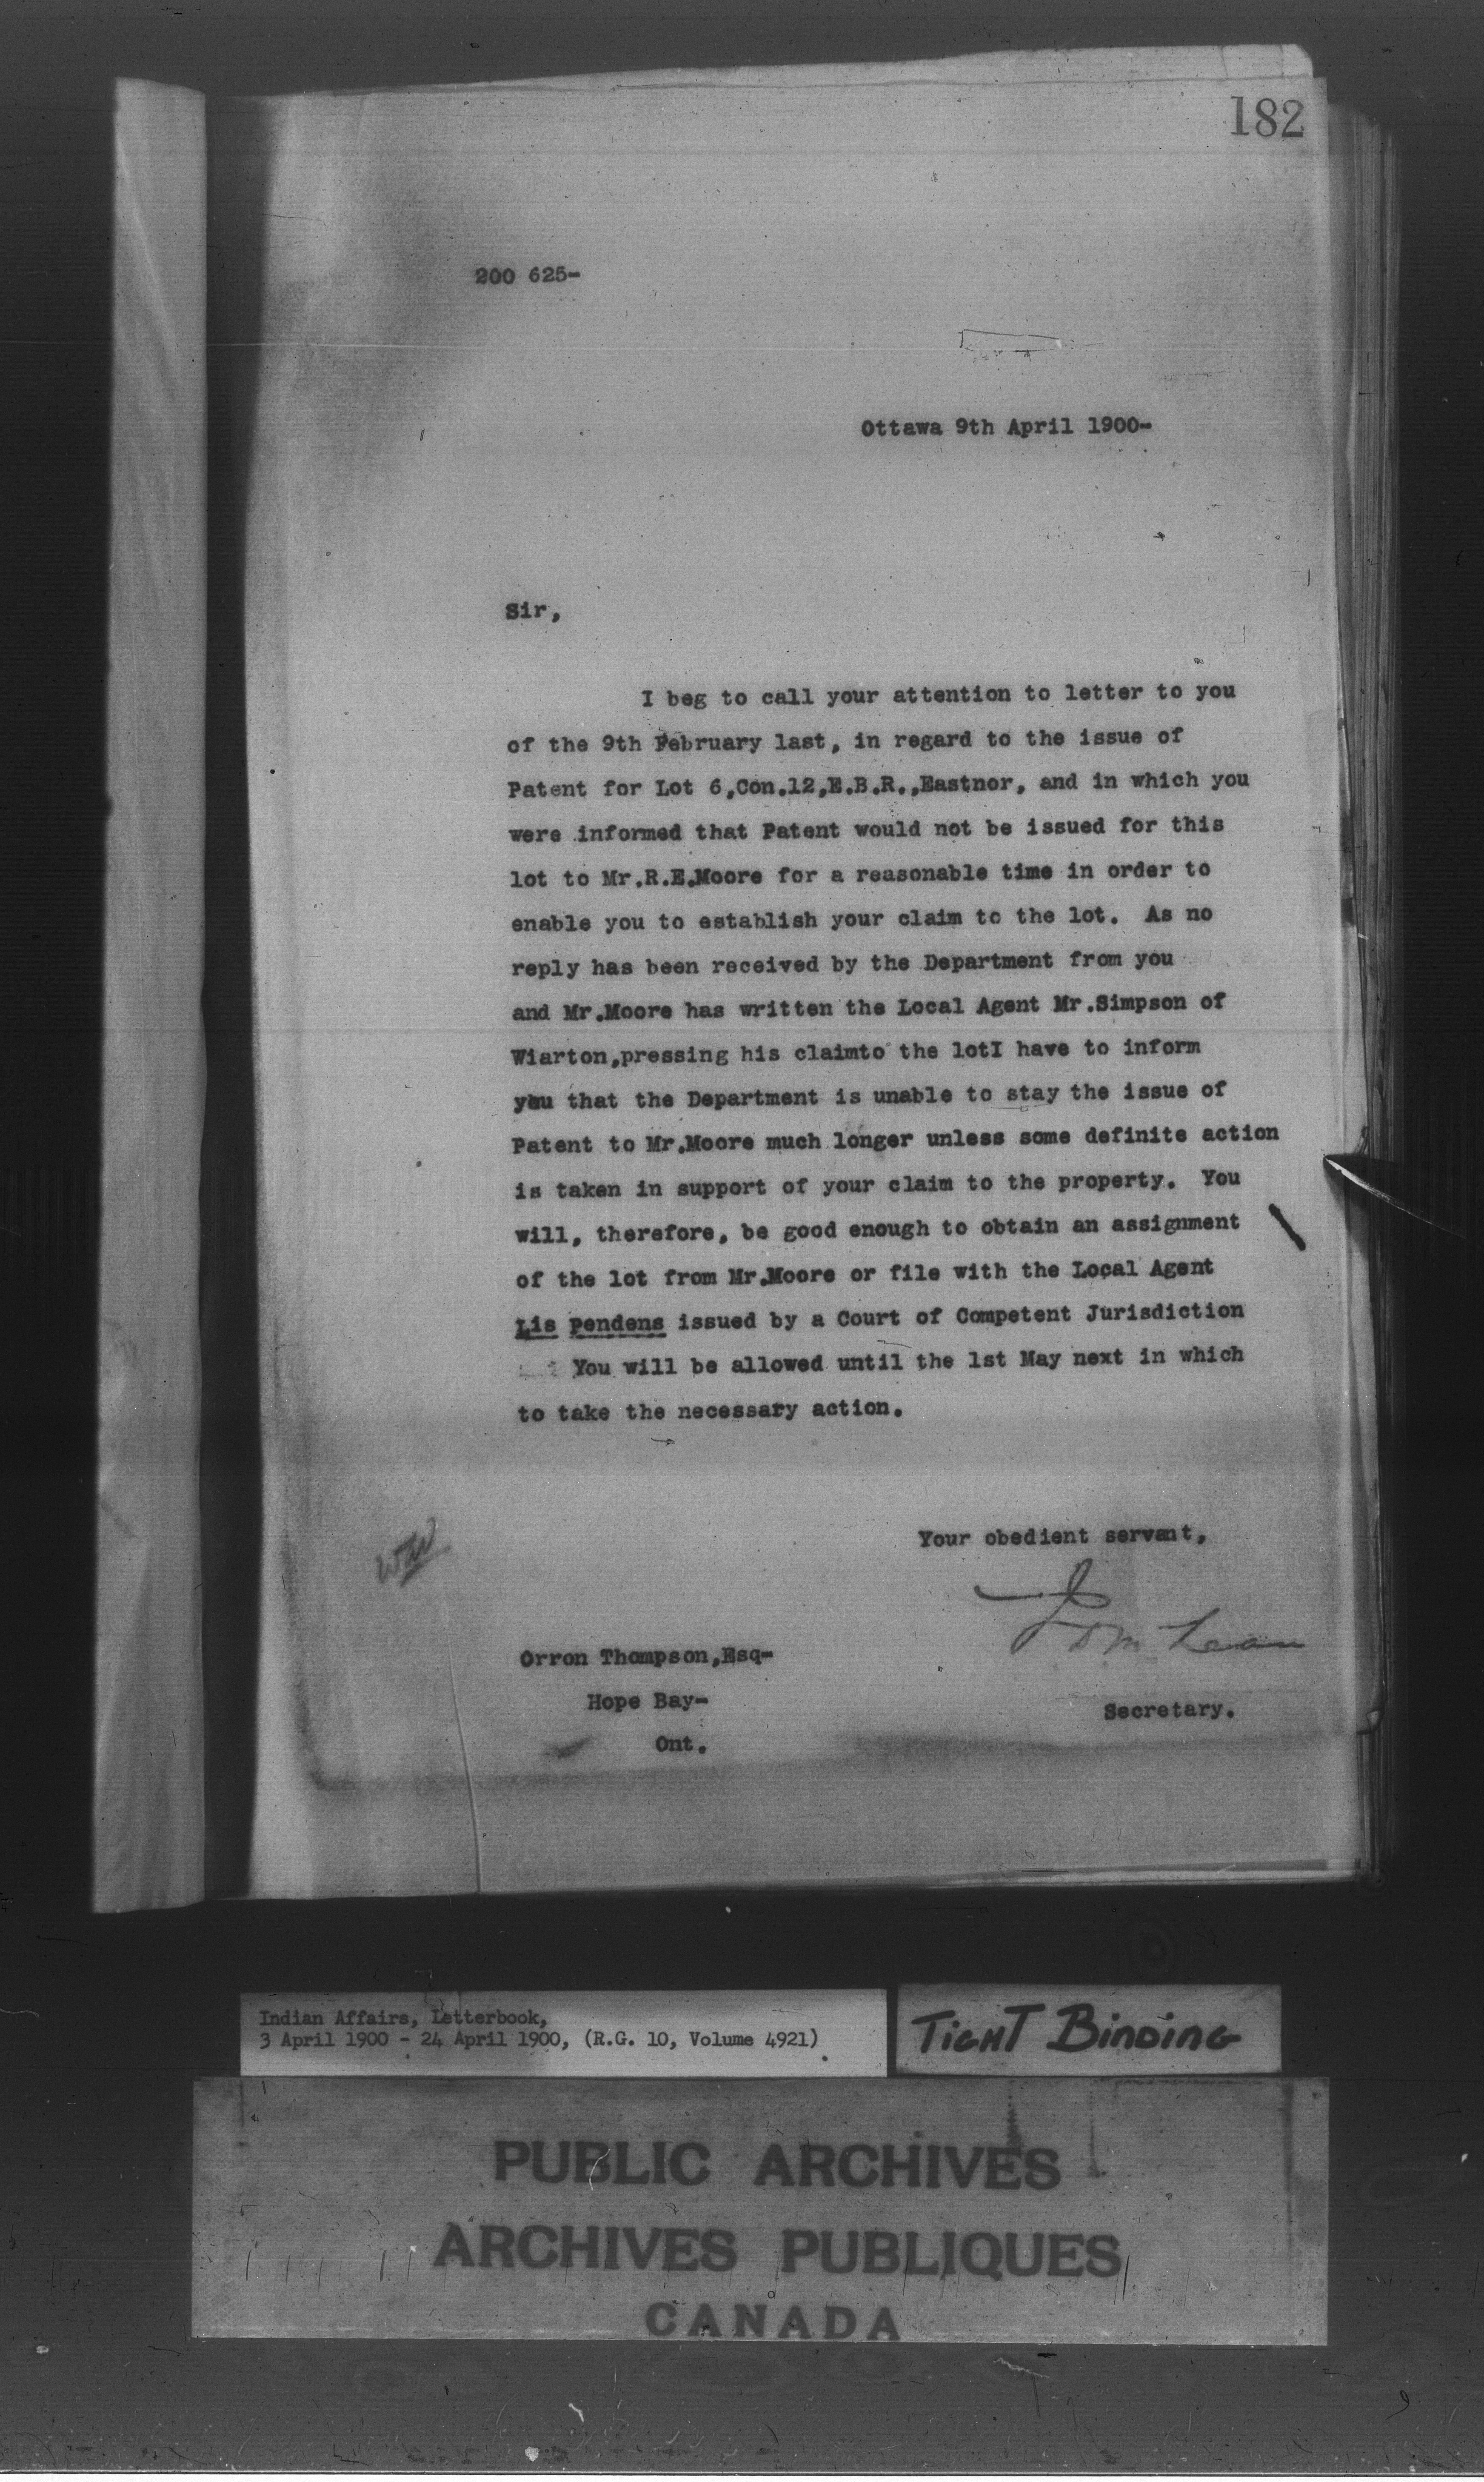 182
200 625-
Ottawa 9th April 1900-
Sir,
I beg to call your attention to letter to you
of the 9th February last, in regard to the issue of
Patent for Lot 6,Con.12,E.B.R.,Eastnor, and in which you
were informed that Patent would not be issued for this
lot to Mr.R.E.Moore for a reasonable time in order to
enable you to establish your claim to the lot. As no
reply has been received by the Department from you
and Mr.Moore has written the Local Agent Mr.Simpson of
Wiarton,pressing his claimto the lotI have to inform
you that the Department is unable to stay the issue of
Patent to Mr.Moore much longer unless some definite action
is taken in support of your claim to the property. You
will, therefore, be good enough to obtain an assignment
of the lot from Mr.Moore or file with the Local Agent
Lis pendens issued by a Court of Competent Jurisdiction
You will be allowed until the 1st May next in which
to take the necessary action.
Your obedient servant,
Orron Thompson,Esq-
Hope Bay-
Secretary.
Ont.
Indian Affairs, Letterbook,
3 April 1900 - 24 April 1900, (R.G. 10, Volume 4921)
TIGHT BINDING
PUBLIC ARCHIVES
ARCHIVES PUBLIQUES
CANADA